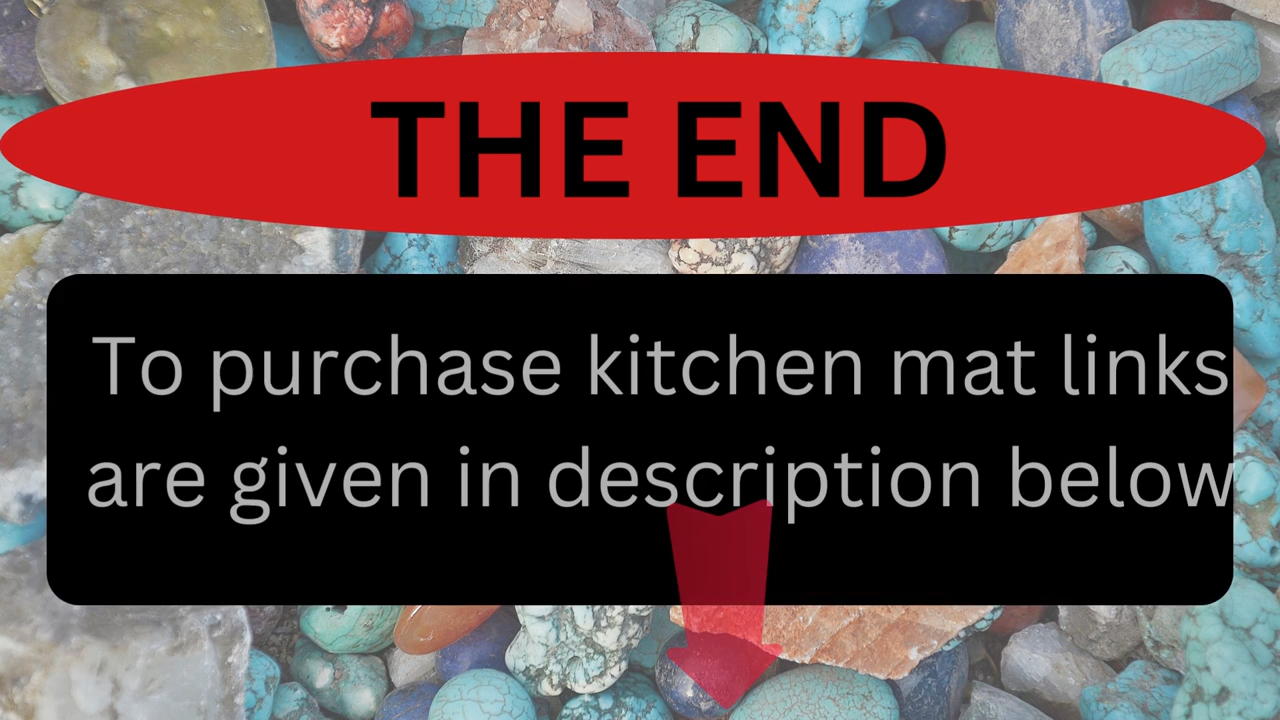 THE END
To purchase kitchen mat links
are given in description below